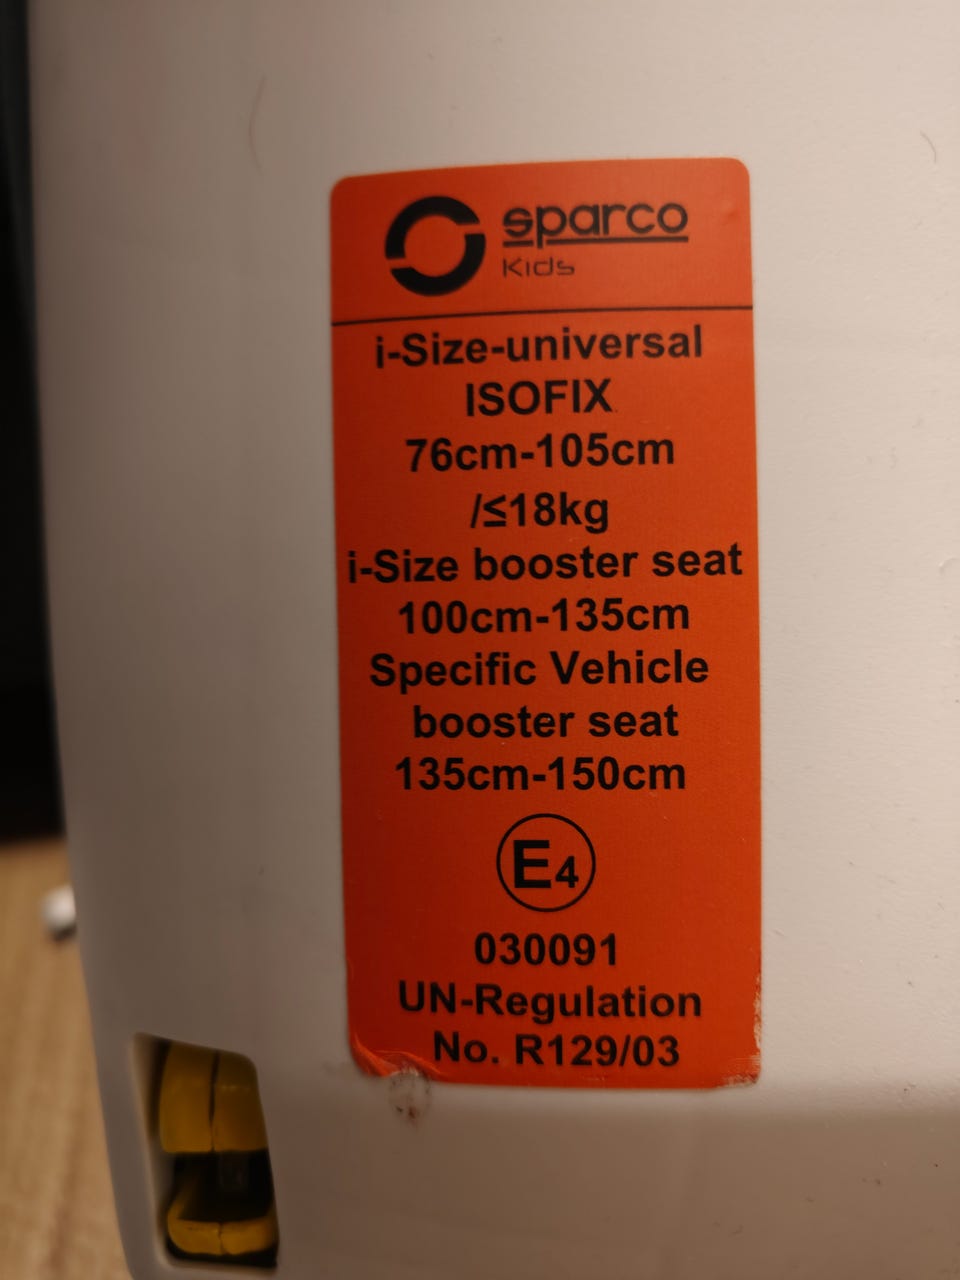 sparco
Kids
i-Size-universal
ISOFIX
76cm-105cm
/≤18kg
i-Size booster seat
100cm-135cm
Specific Vehicle
booster seat
135cm-150cm
E4
030091
UN-Regulation
No. R129/03